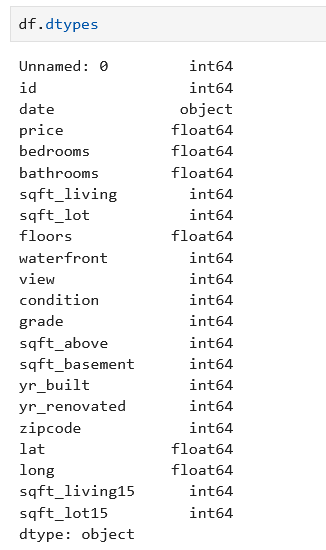 df.dtypes
Unnamed: 0 int64
id int64
date object
price float64
bedrooms float64
bathrooms float64
sqft_living int64
sqft_lot int64
floors float64
waterfront int64
view int64
condition int64
grade int64
sqft_above int64
sqft_basement int64
yr_built int64
yr_renovated int64
zipcode int64
lat float64
long float64
sqft_living15 int64
sqft_lot15 int64
dtype: object